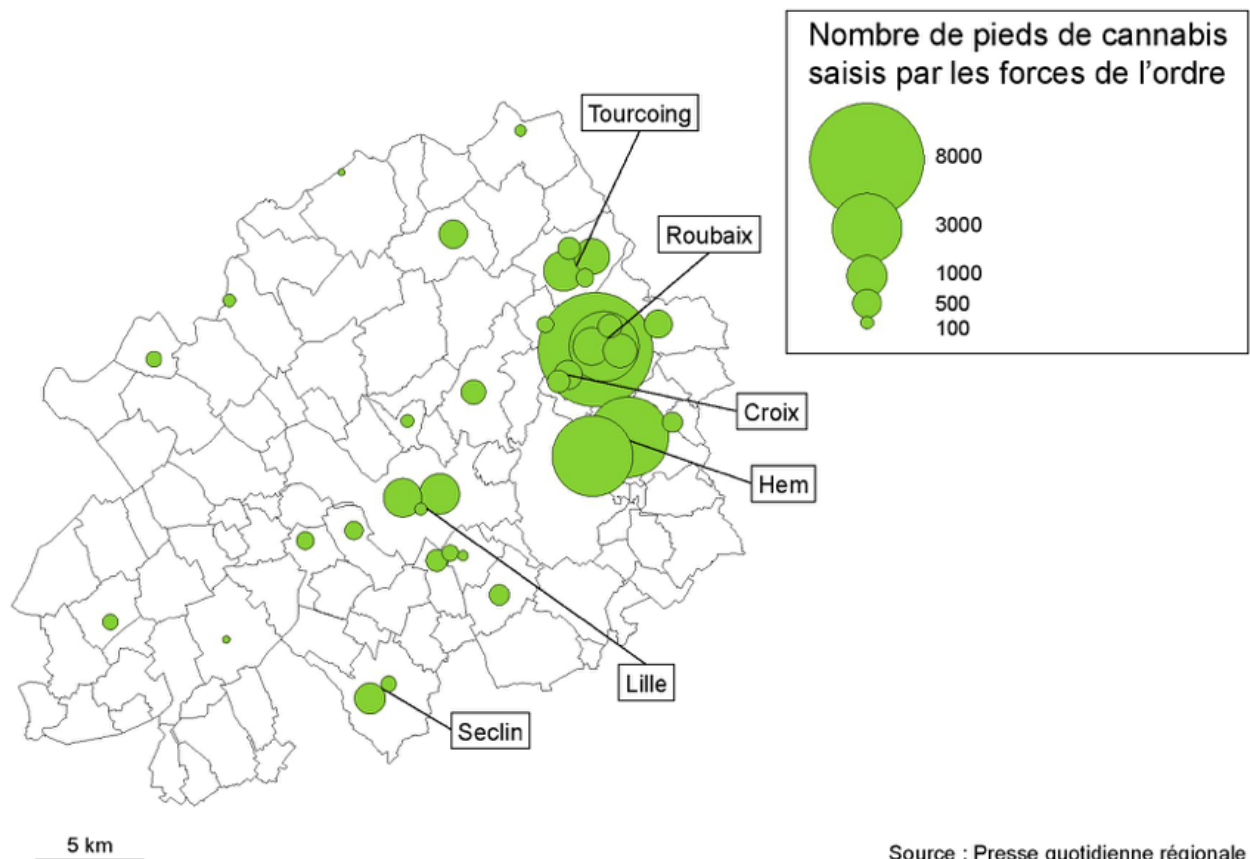 Nombre de pieds de cannabis
saisis par les forces de l'ordre
8000
3000
1000
500
100
Tourcoing
Roubaix
Croix
Hem
Lille
Seclin
5 km
Source : Presse quotidienne régionale